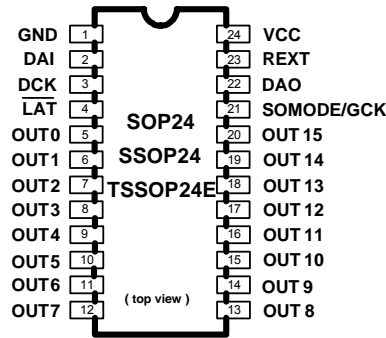 GND 1 24 VCC
DAI 2 23 REXT
DCK 3 22 DAO
LAT 4 21 SOMODE/GCK
OUT0 5 20 OUT 15
OUT1 6 19 OUT 14
OUT2 7 18 OUT 13
OUT3 8 17 OUT 12
OUT4 9 16 OUT 11
OUT5 10 15 OUT 10
OUT6 11 14 OUT 9
OUT7 12 13 OUT 8
SOP24
SSOP24
TSSOP24E
( top view )